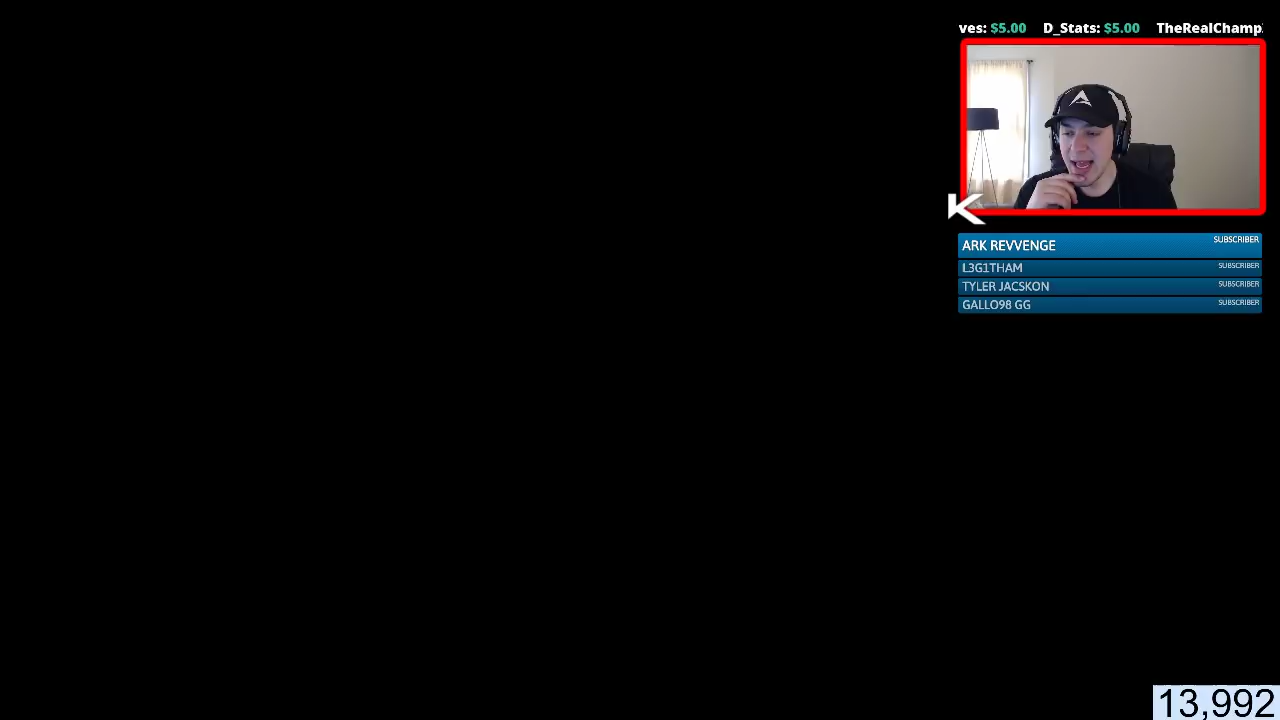 ves: $5.00 D_Stats: $5.00 TheRealChamp
K
ARK REVVENGE SUBSCRIBER
L3G1THAM SUBSCRIBER
TYLER JACSKON SUBSCRIBER
GALLO98 GG SUBSCRIBER
13,992